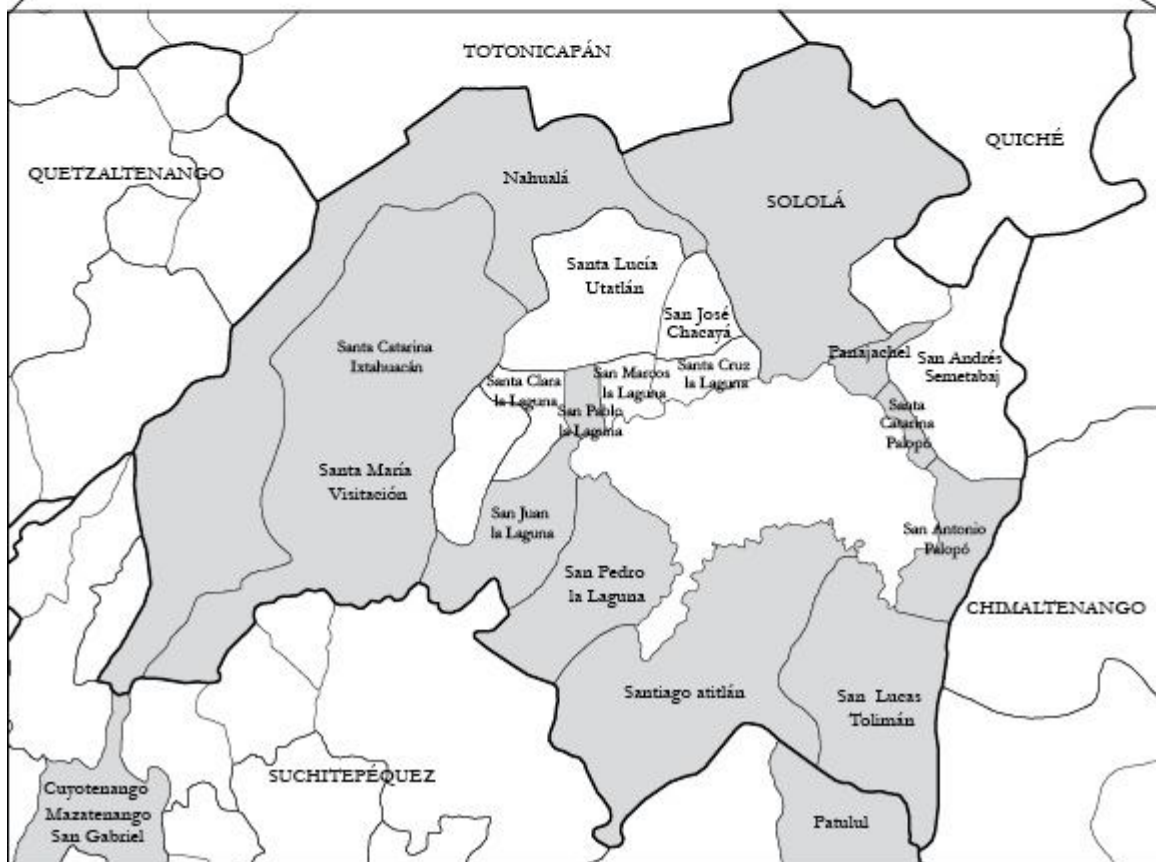 TOTONICAPÁN
QUICHÉ
QUETZALTENANGO
Nahualá
SOLOLÁ
Santa Lucía
Utatlán
San José
Chacayá
Santa Catarina
Ixtahuacán
Panajachel
San Andrés
Semetabaj
Santa Clara
la Laguna
San Marcos
la Laguna
Santa Cruz
la Laguna
San Pablo
la Laguna
Santa
Catarina
Palopó
Santa María
Visitación
San Juan
la Laguna
San Antonio
Palopó
San Pedro
la Laguna
CHIMALTENANGO
Santiago atitlán
San Lucas
Tolimán
SUCHITEPÉQUEZ
Cuyotenango
Mazatenango
San Gabriel
Patulul